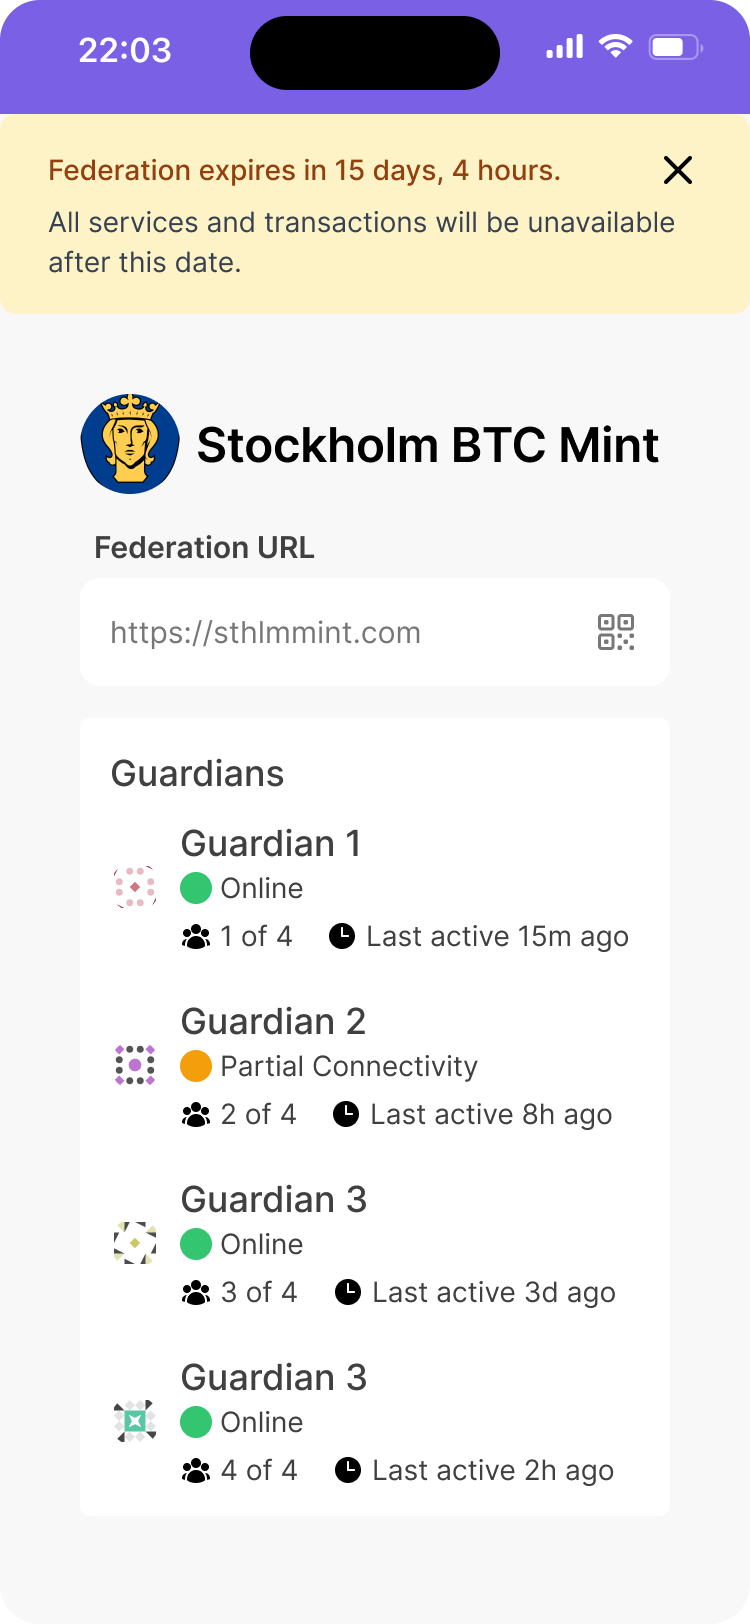 22:03
Federation expires in 15 days, 4 hours.
All services and transactions will be unavailable
after this date.
Stockholm BTC Mint
Federation URL
https://sthlmmint.com
Guardians
Guardian 1
Online
1 of 4 Last active 15m ago
Guardian 2
Partial Connectivity
2 of 4 Last active 8h ago
Guardian 3
Online
3 of 4 Last active 3d ago
Guardian 3
Online
4 of 4 Last active 2h ago